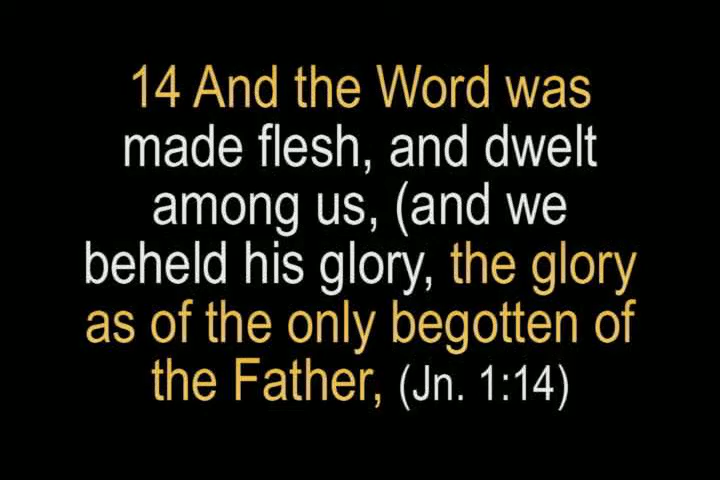 14 And the Word was
made flesh, and dwelt
among us, (and we
beheld his glory, the glory
as of the only begotten of
the Father, (Jn. 1:14)